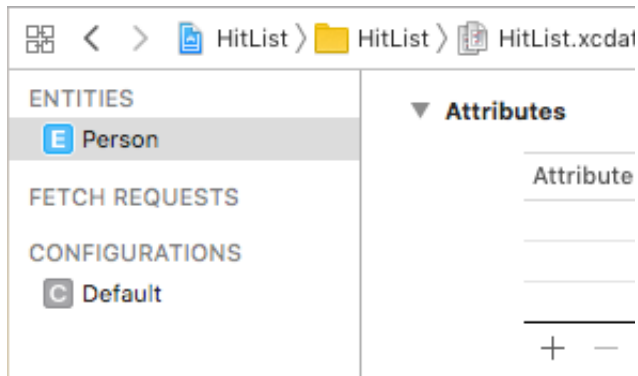 HitList HitList HitList.xcdat
ENTITIES
E Person
FETCH REQUESTS
CONFIGURATIONS
C Default
Attributes
Attribute